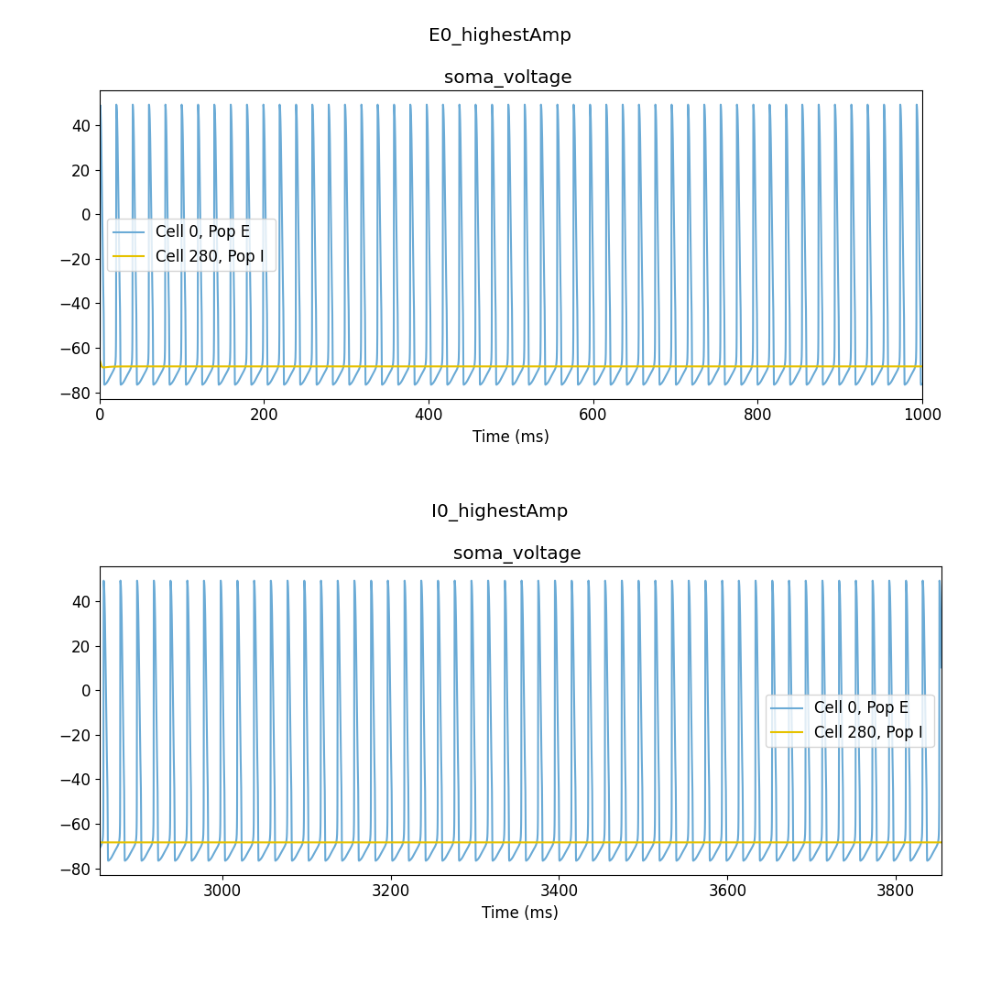 E0_highestAmp
soma_voltage
40
20
0
−20
−40
−60
−80
Cell 0, Pop E
Cell 280, Pop I
0 200 400 600 800 1000
Time (ms)
I0_highestAmp
soma_voltage
40
20
0
−20
−40
−60
−80
Cell 0, Pop E
Cell 280, Pop I
3000 3200 3400 3600 3800
Time (ms)